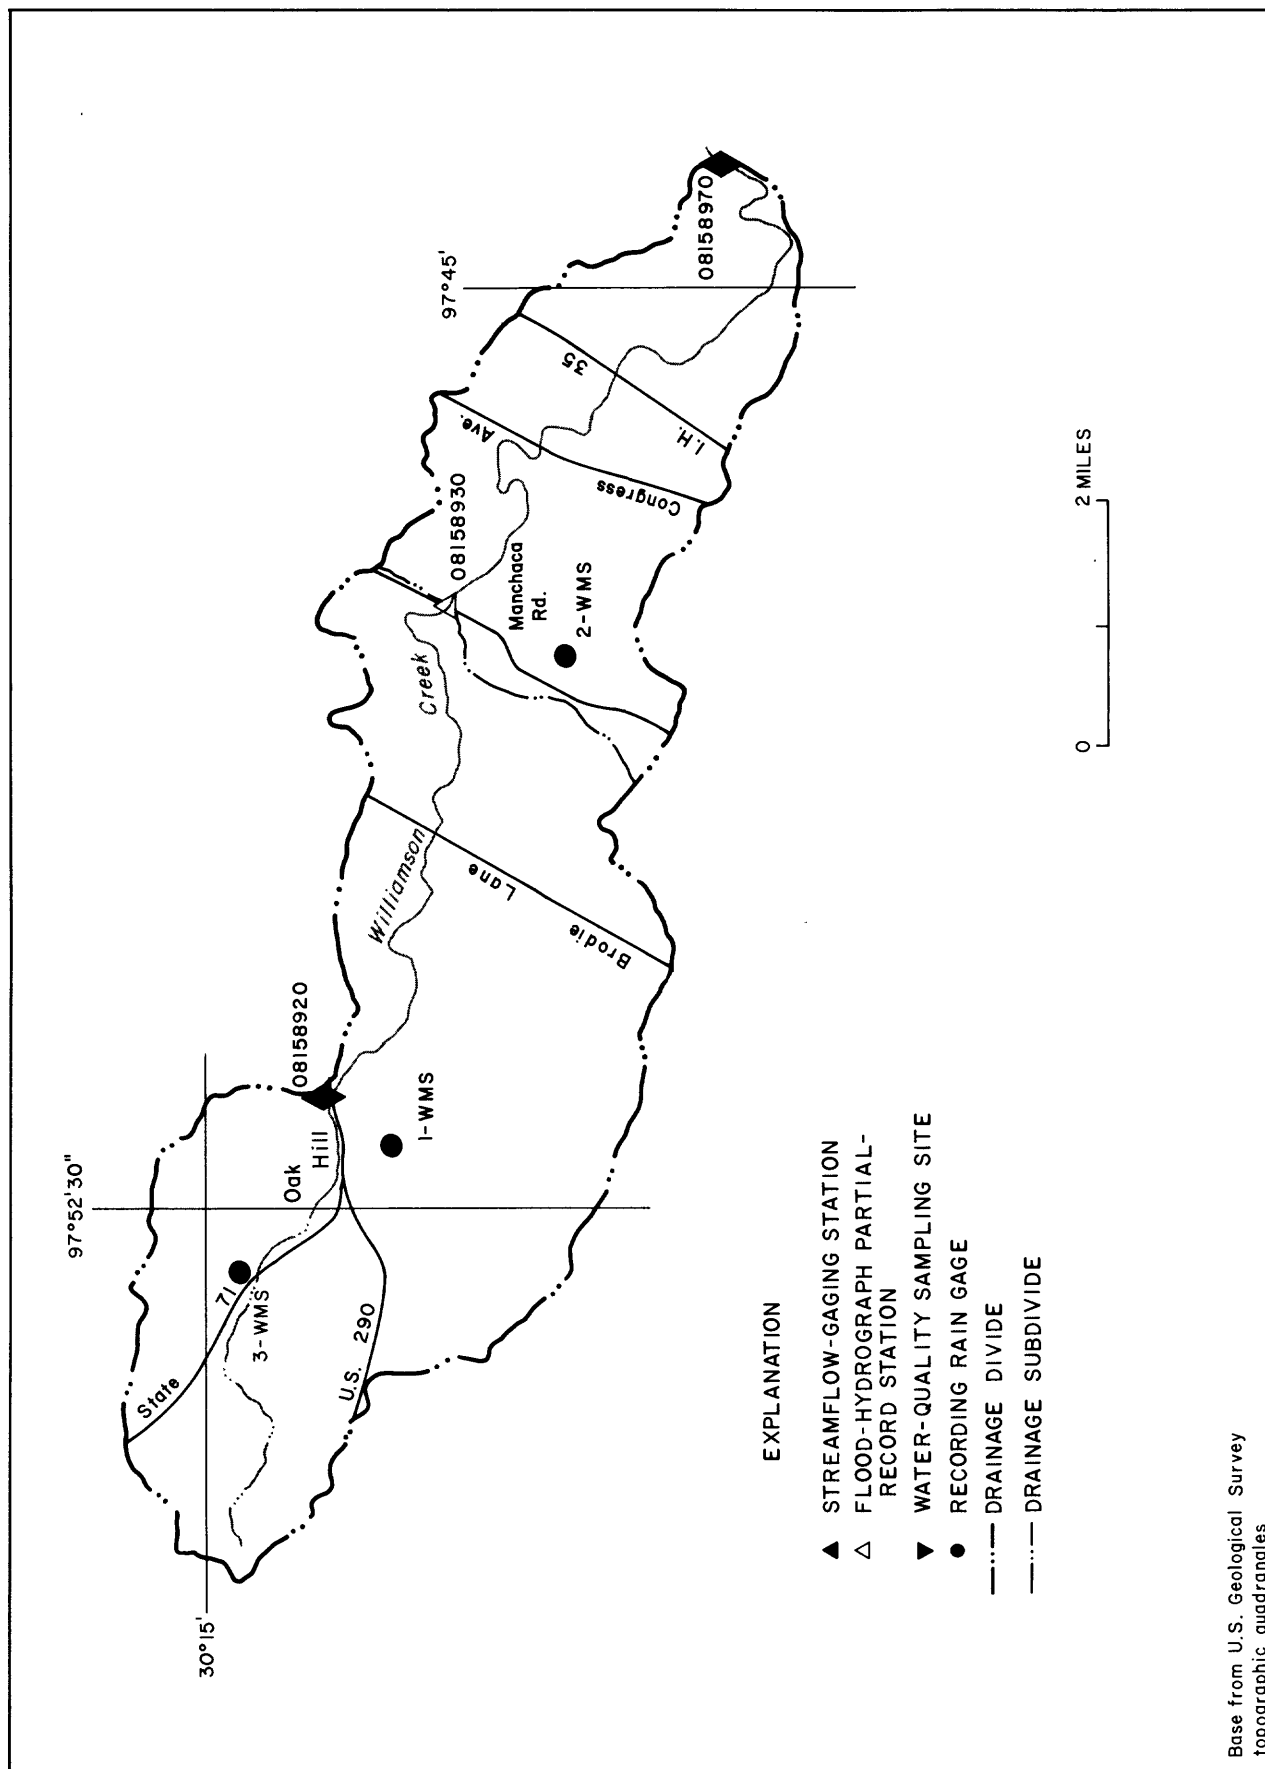 97°52'30"
30°15'
State
71
3-WMS
U.S. 290
Oak
Hill
08158920
1-WMS
Williamson
Creek
Brodie
Lane
Manchaca
Rd.
2-WMS
08158930
Congress
Ave.
I.H.
35
97°45'
08158970
EXPLANATION
STREAMFLOW-GAGING STATION
FLOOD-HYDROGRAPH PARTIAL-
RECORD STATION
WATER-QUALITY SAMPLING SITE
RECORDING RAIN GAGE
DRAINAGE DIVIDE
DRAINAGE SUBDIVIDE
0
1
2 MILES
Base from U.S. Geological Survey
topographic quadrangles